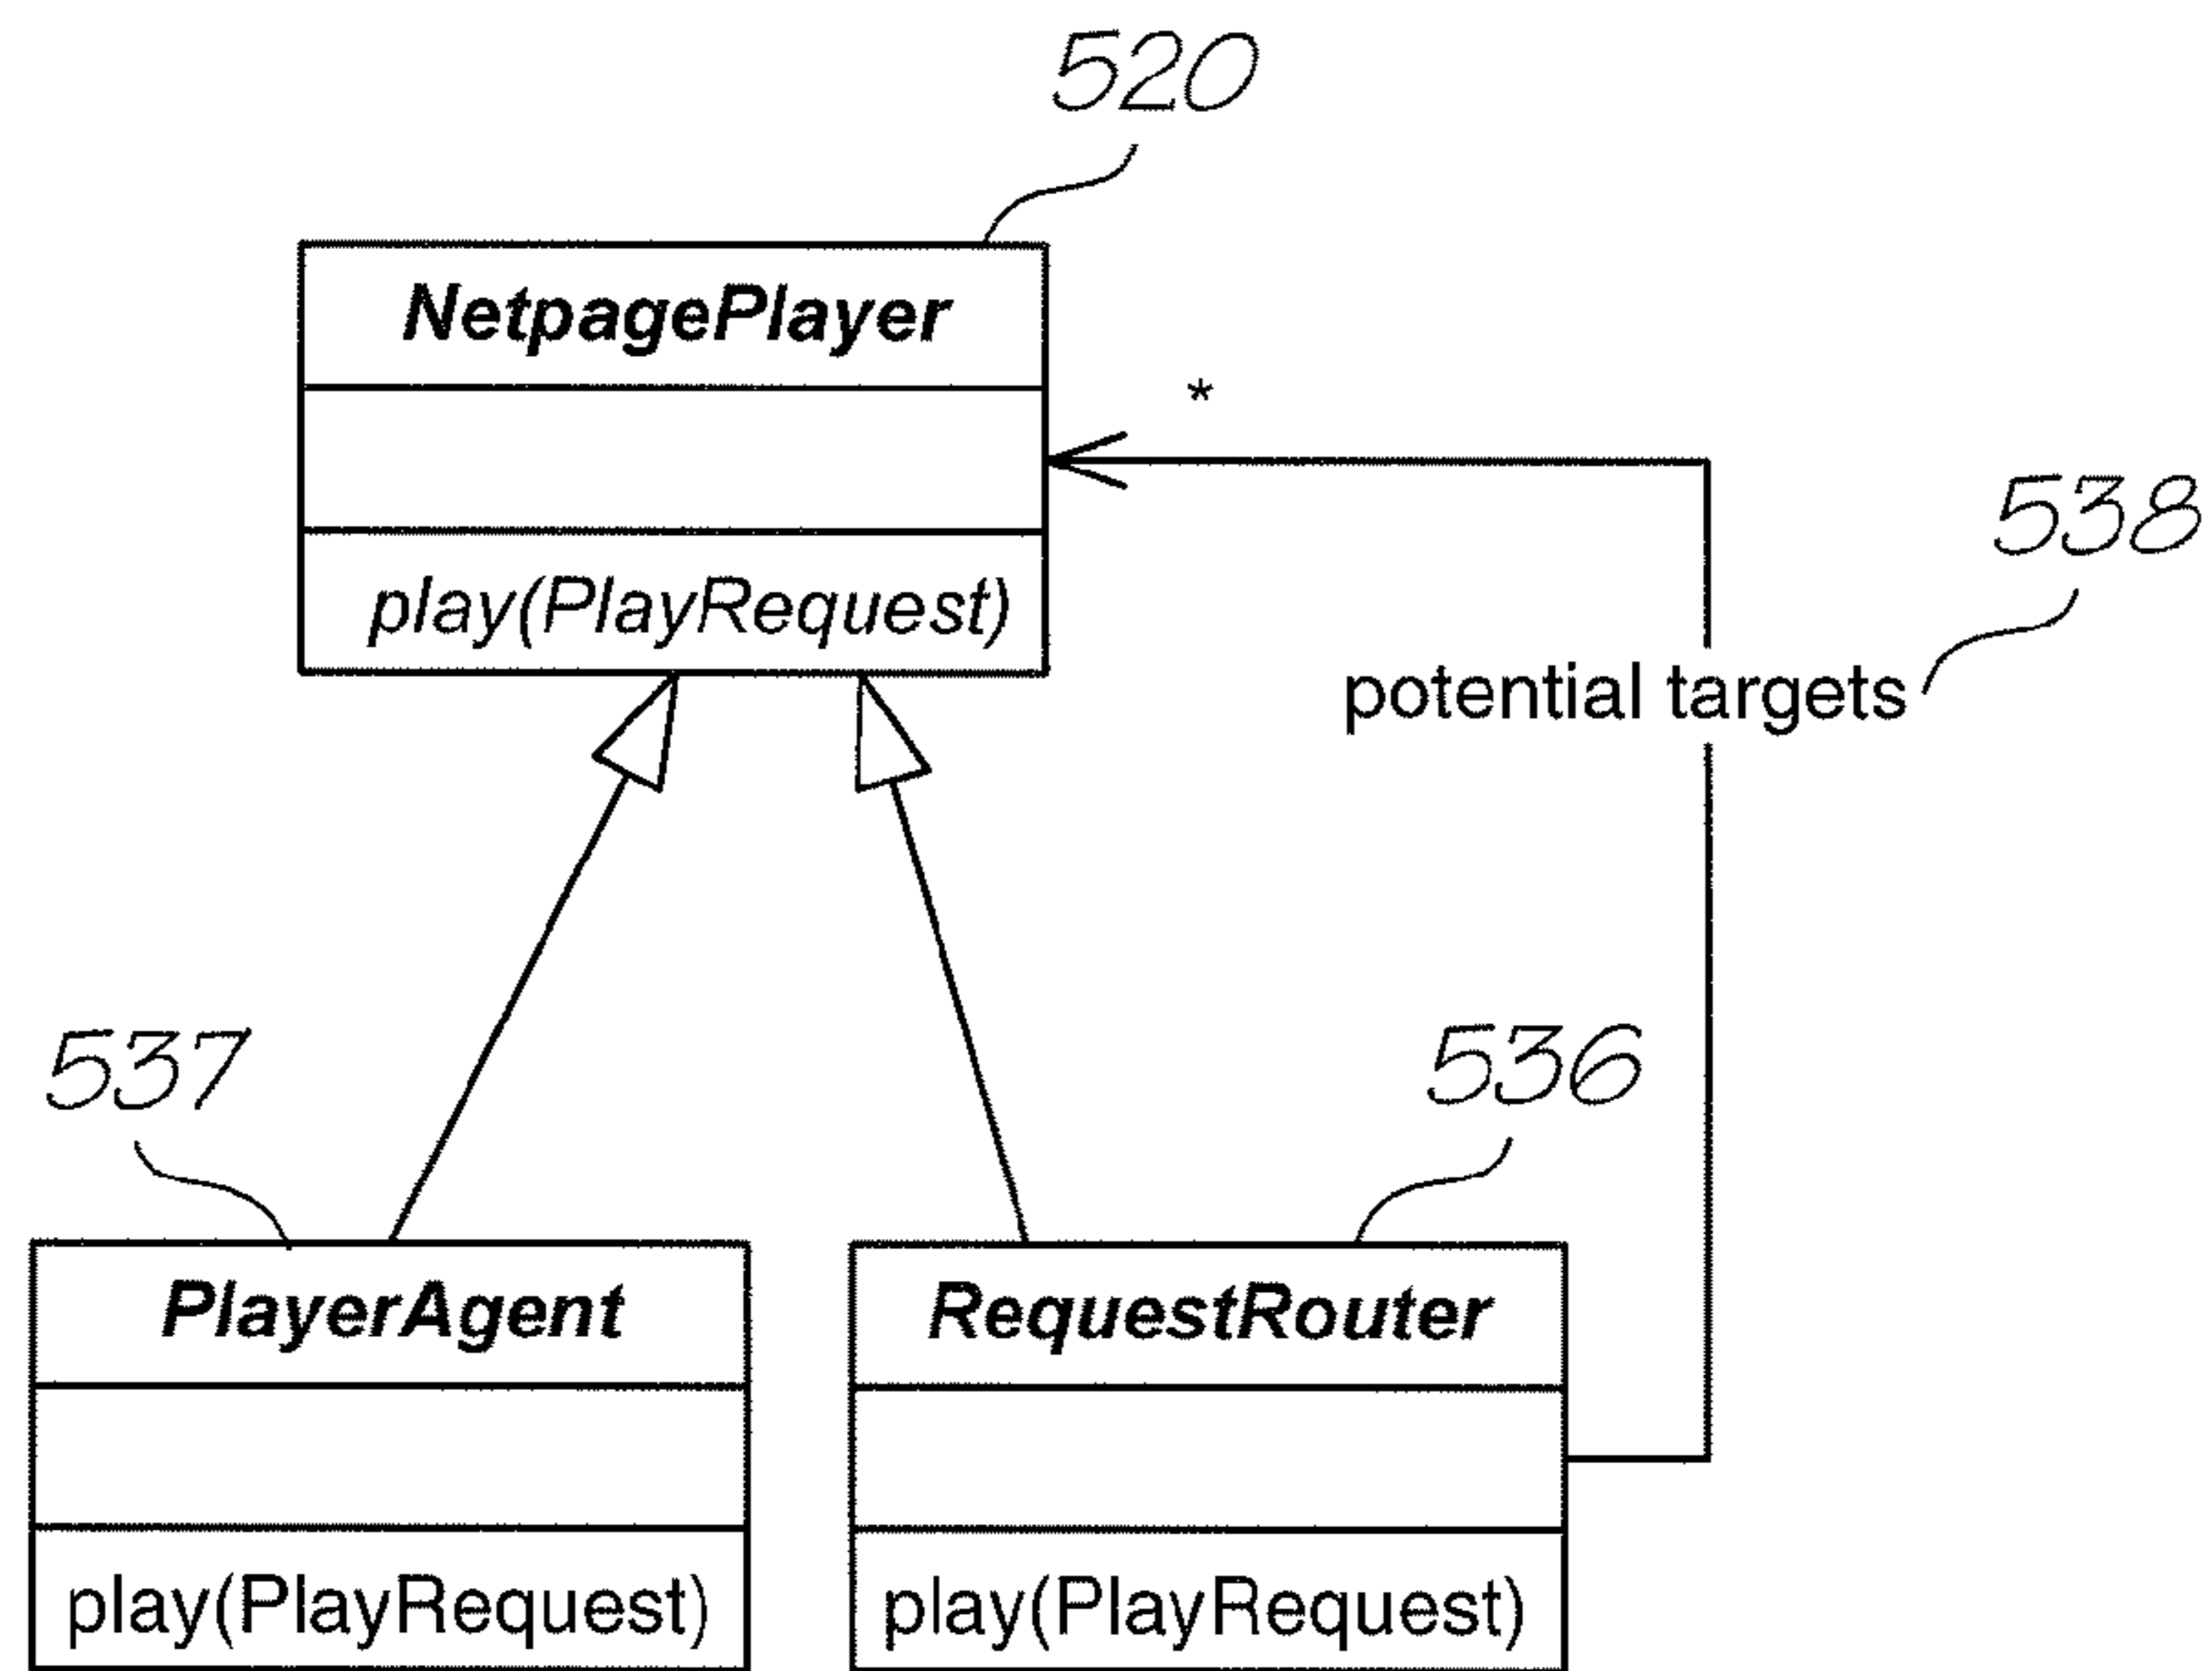 520
NetpagePlayer
*
538
play(PlayRequest)
potential targets
537
536
PlayerAgent
RequestRouter
play(PlayRequest)
play(PlayRequest)